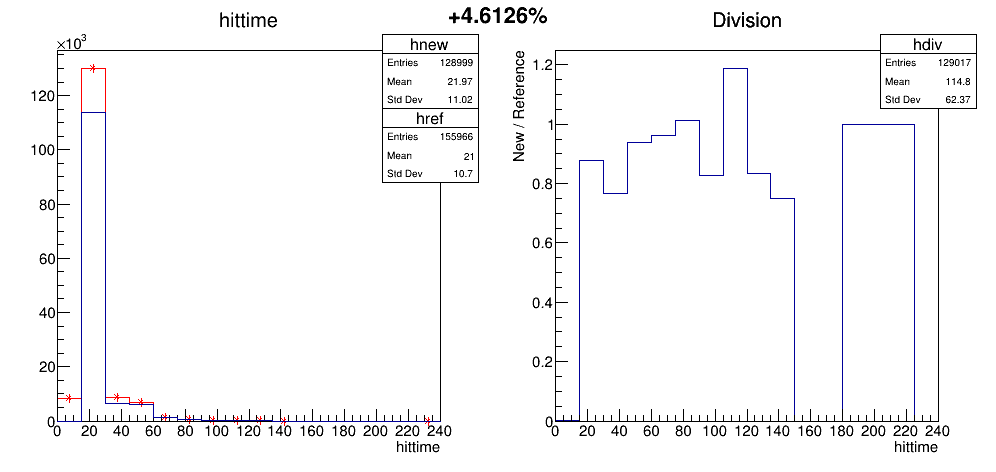 +4.6126%
hittime
×10³
120
100
80
60
40
20
0
0 20 40 60 80 100 120 140 160 180 200 220 240
hittime
hnew
Entries 128999
Mean 21.97
Std Dev 11.02
href
Entries 155966
Mean 21
Std Dev 10.7
Division
New / Reference
1.2
1
0.8
0.6
0.4
0.2
0
0 20 40 60 80 100 120 140 160 180 200 220 240
hittime
hdiv
Entries 129017
Mean 114.8
Std Dev 62.37